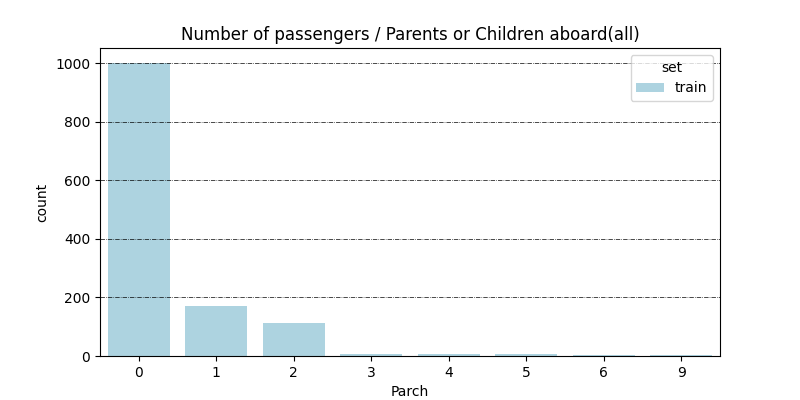 Number of passengers / Parents or Children aboard(all)
set
train
1000
800
600
400
200
0
count
0 1 2 3 4 5 6 9
Parch